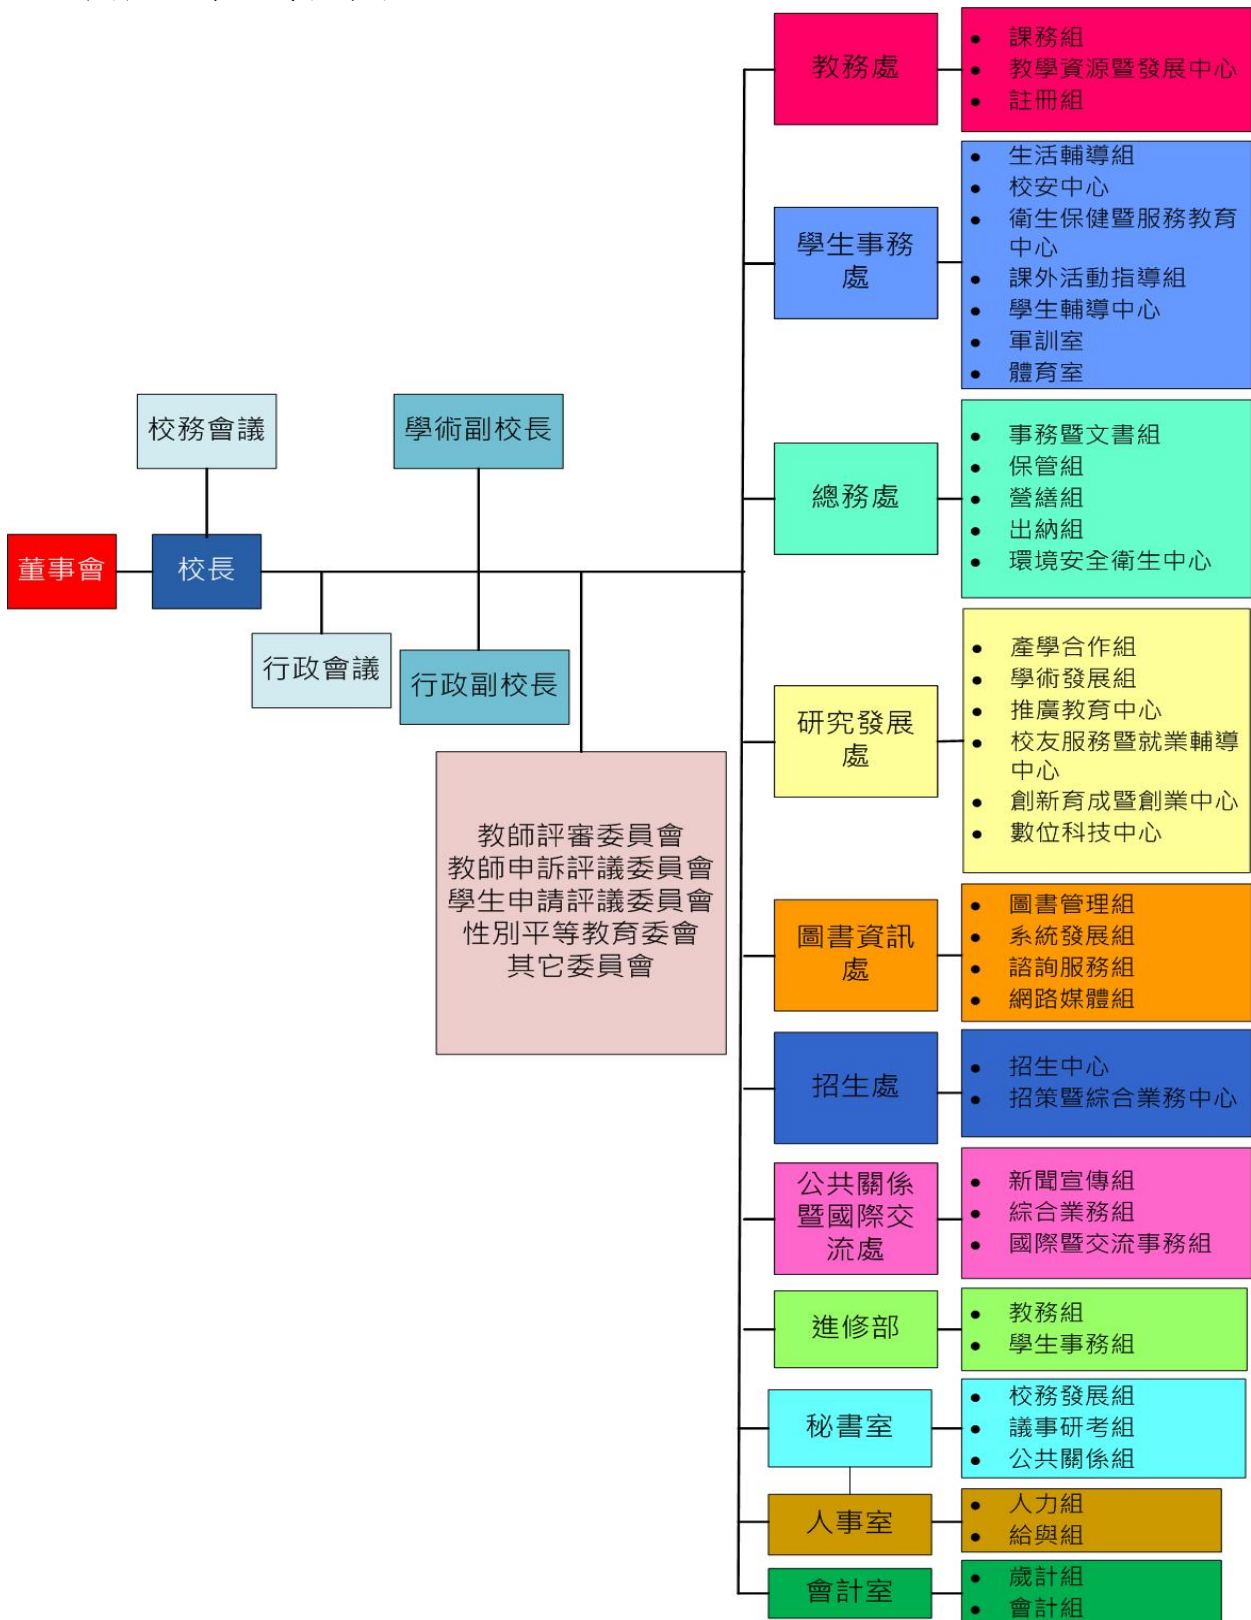 教務處
課務組
教學資源暨發展中心
註冊組
學生事務
處
生活輔導組
校安中心
衛生保健暨服務教育
中心
課外活動指導組
學生輔導中心
軍訓室
體育室
校務會議
學術副校長
總務處
事務暨文書組
保管組
營繕組
出納組
環境安全衛生中心
董事會
校長
行政會議
行政副校長
研究發展
處
產學合作組
學術發展組
推廣教育中心
校友服務暨就業輔導
中心
創新育成暨創業中心
數位科技中心
教師評審委員會
教師申訴評議委員會
學生申請評議委員會
性別平等教育委會
其它委員會
圖書資訊
處
圖書管理組
系統發展組
諮詢服務組
網路媒體組
招生處
招生中心
招策暨綜合業務中心
公共關係
暨國際交
流處
新聞宣傳組
綜合業務組
國際暨交流事務組
進修部
教務組
學生事務組
秘書室
校務發展組
議事研考組
公共關係組
人事室
人力組
給與組
會計室
歲計組
會計組